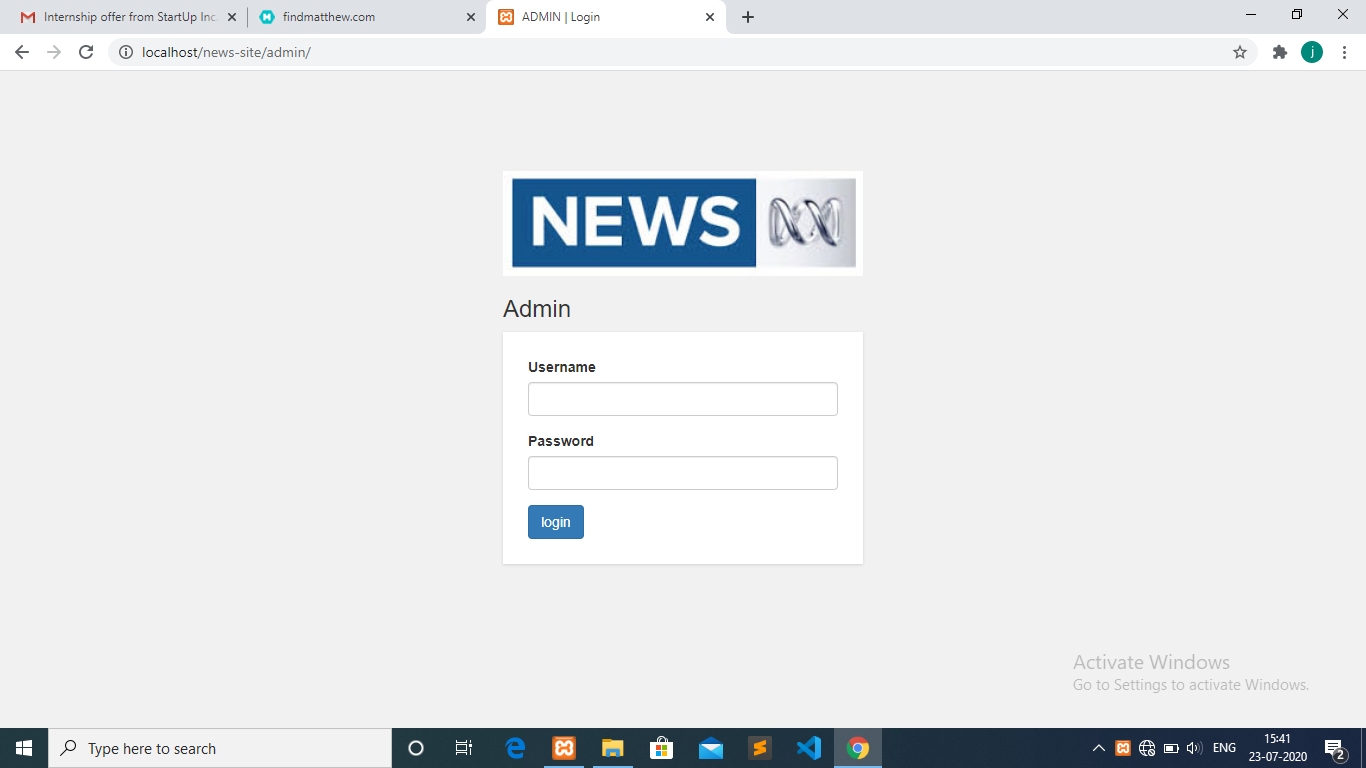 Internship offer from StartUp Inc.
findmatthew.com
ADMIN | Login
localhost/news-site/admin/
j
NEWS
Admin
Username
Password
login
Activate Windows
Go to Settings to activate Windows.
Type here to search
ENG
15:41
23-07-2020
2